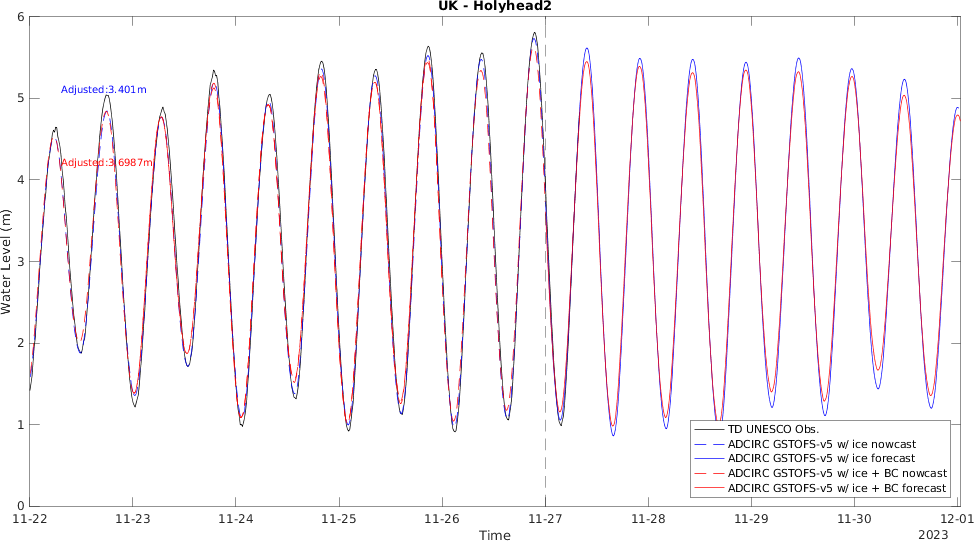 UK - Holyhead2
6
5
4
3
2
1
0
Water Level (m)
Adjusted:3.401m
Adjusted:3.6987m
TD UNESCO Obs.
ADCIRC GSTOFS-v5 w/ ice nowcast
ADCIRC GSTOFS-v5 w/ ice forecast
ADCIRC GSTOFS-v5 w/ ice + BC nowcast
ADCIRC GSTOFS-v5 w/ ice + BC forecast
11-22 11-23 11-24 11-25 11-26 11-27 11-28 11-29 11-30 12-01
Time
2023